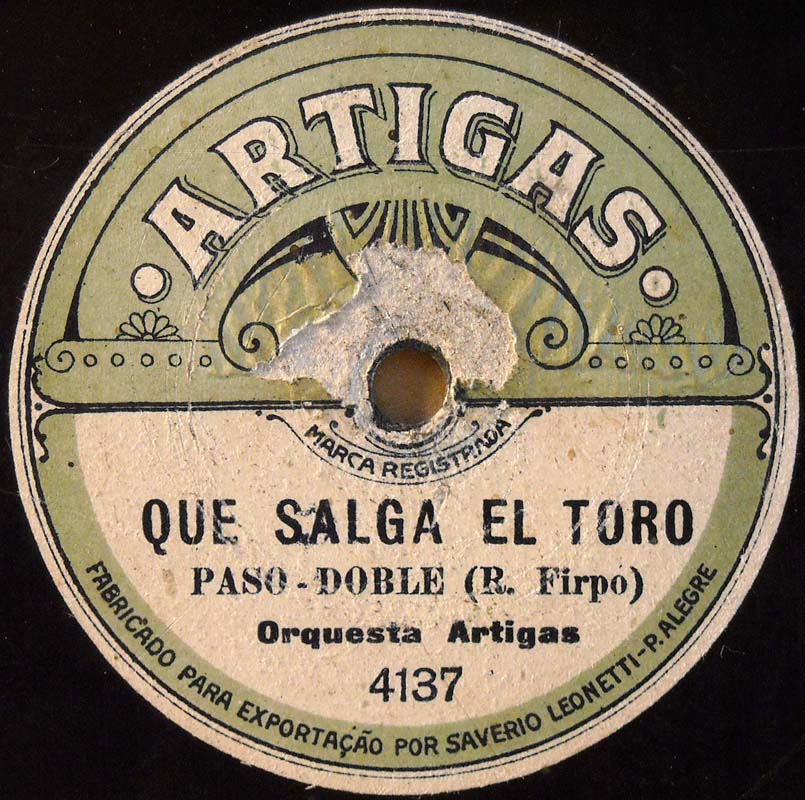 ARTIGAS
MARCA REGISTRADA
QUE SALGA EL TORO
PASO-DOBLE (R. Firpo)
Orquesta Artigas
4137
FABRICADO PARA EXPORTAÇÃO POR SAVERIO LEONETTI-P. ALEGRE